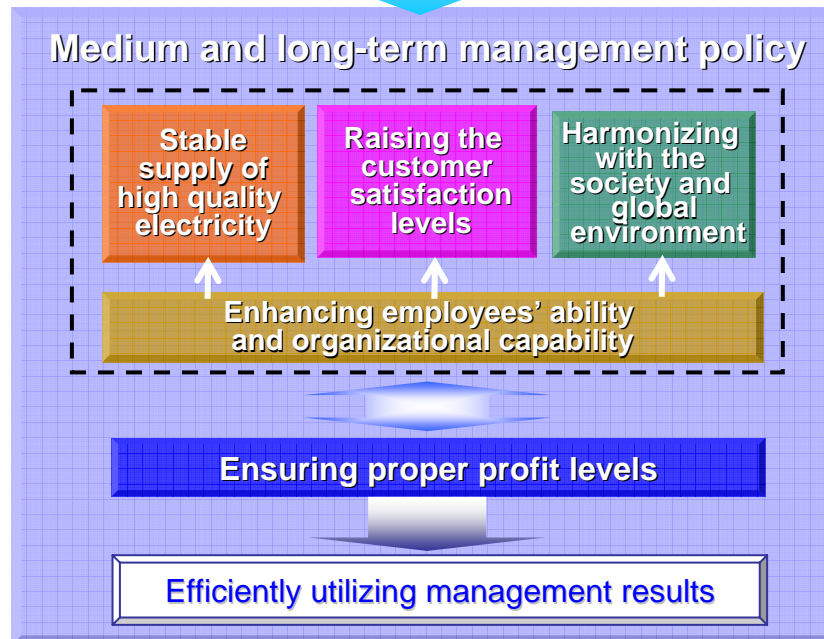 Medium and long-term management policy
Stable
supply of
high quality
electricity
Raising the
customer
satisfaction
levels
Harmonizing
with the
society and
global
environment
Enhancing employees’ ability
and organizational capability
Ensuring proper profit levels
Efficiently utilizing management results